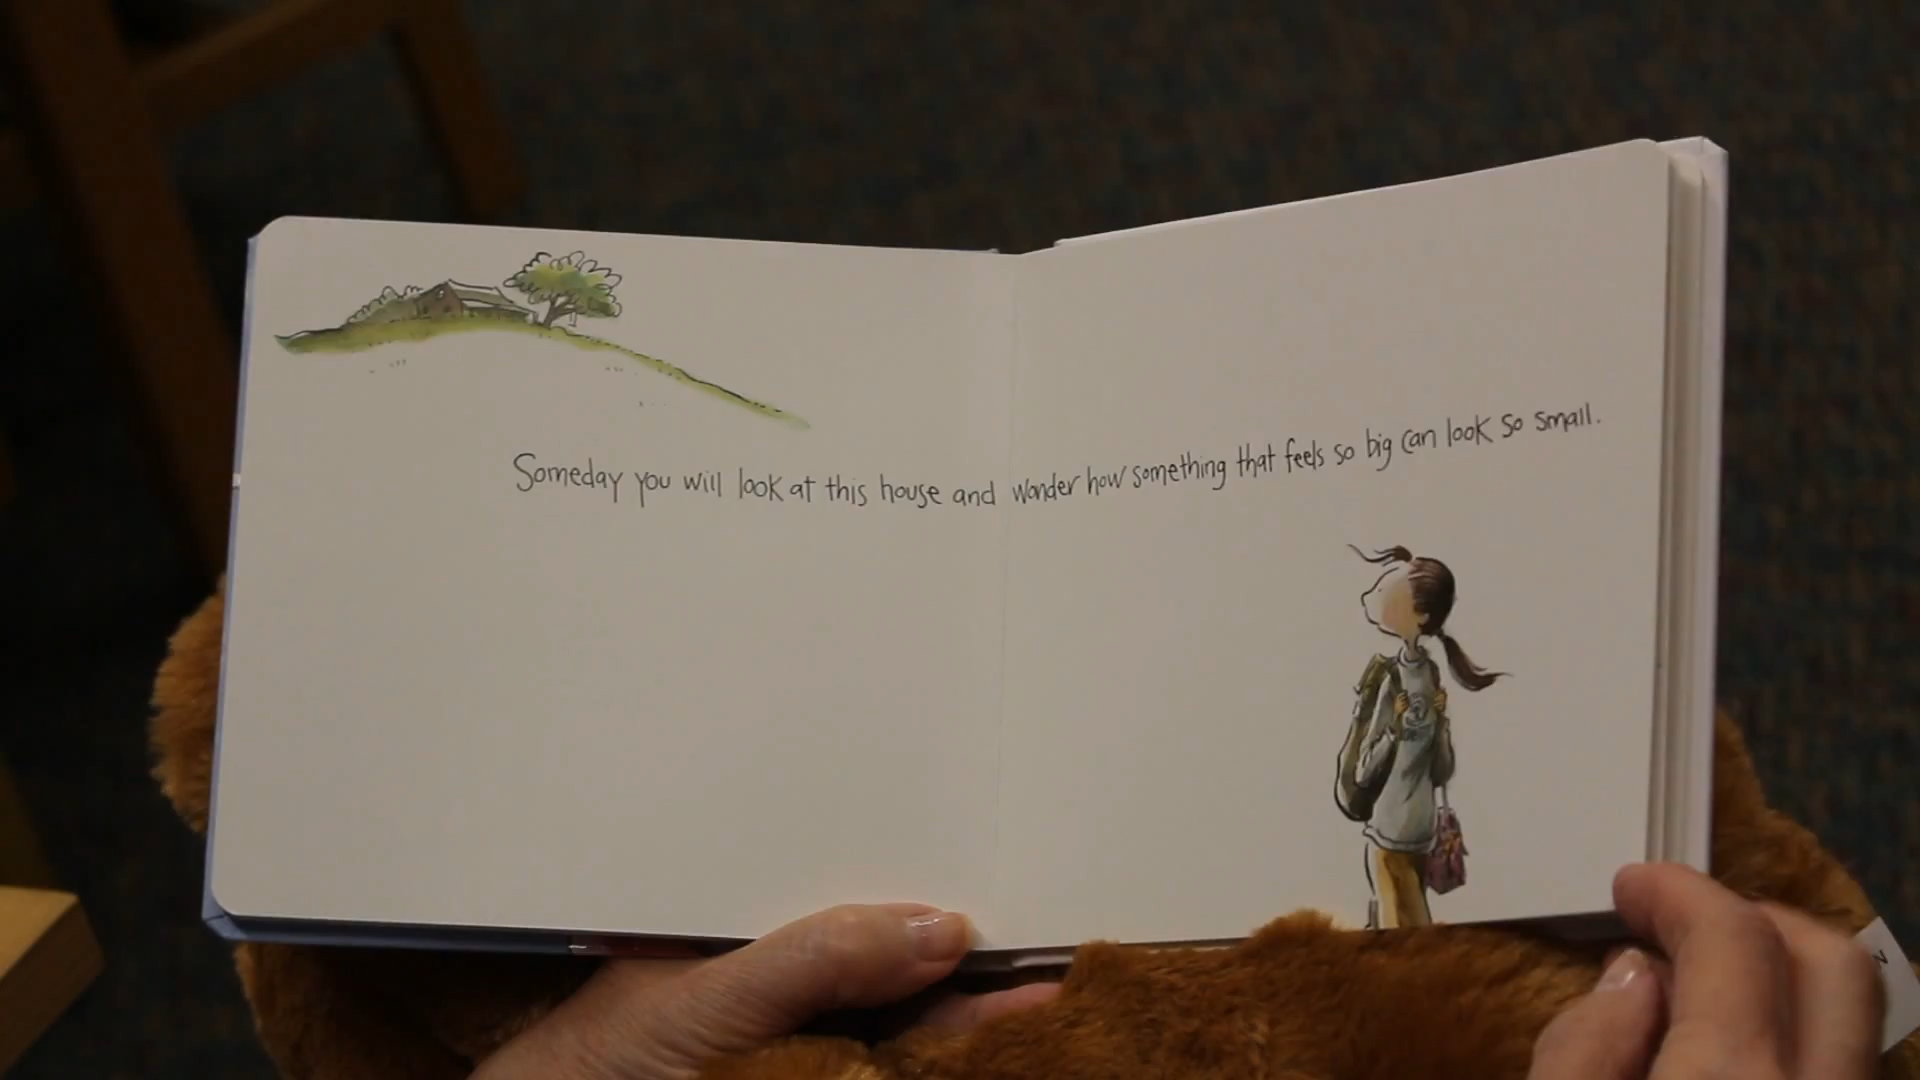 Someday you will look at this house and wonder how something that feels so big can look so small.
N